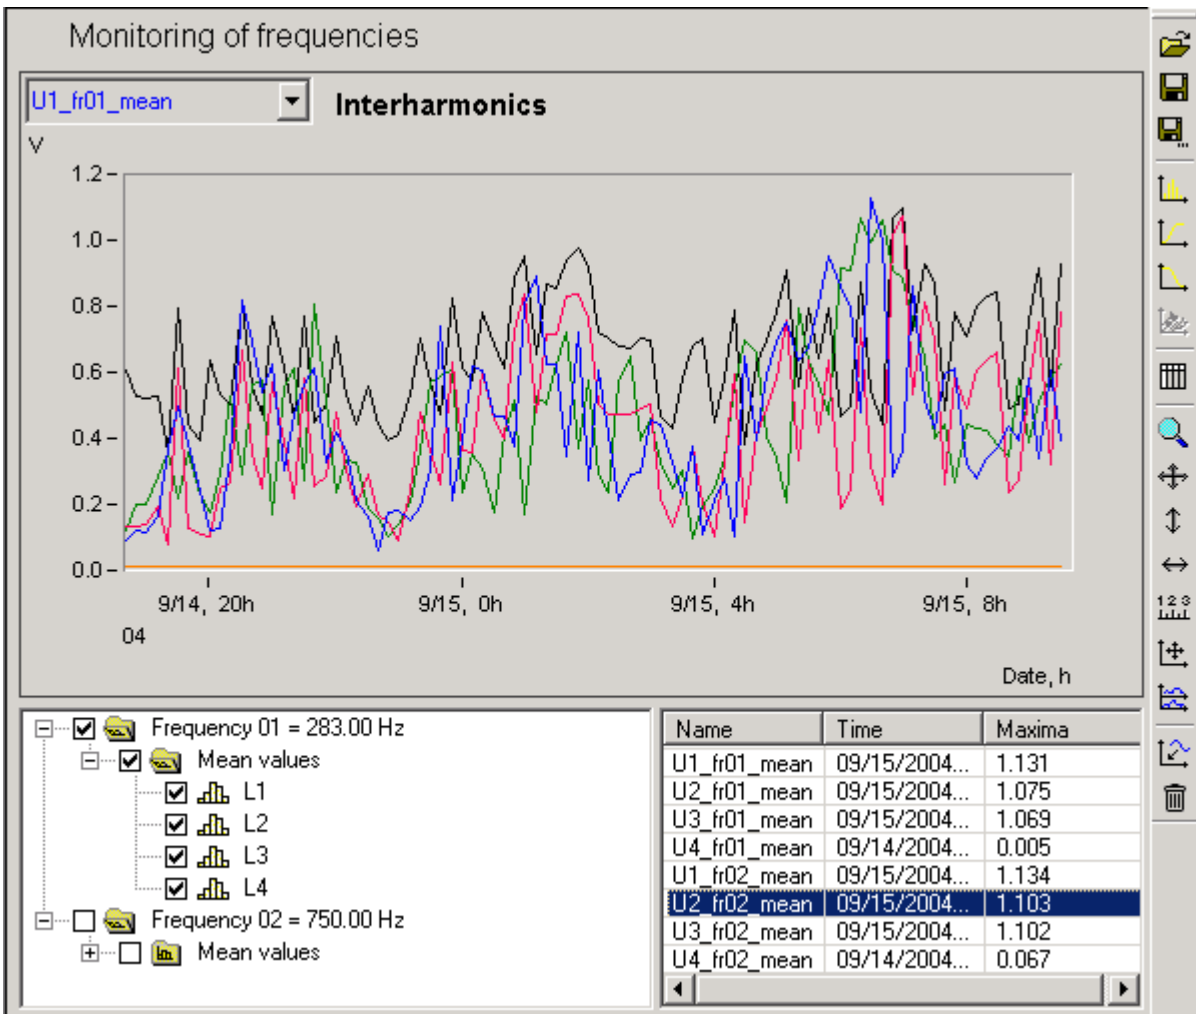 Monitoring of frequencies
U1_fr01_mean
Interharmonics
V
1.2
1.0
0.8
0.6
0.4
0.2
0.0
9/14, 20h 9/15, 0h 9/15, 4h 9/15, 8h
04
Date, h
1 2 3
Frequency 01 = 283.00 Hz
Mean values
L1
L2
L3
L4
Frequency 02 = 750.00 Hz
Mean values
Name Time Maxima
U1_fr01_mean 09/15/2004... 1.131
U2_fr01_mean 09/15/2004... 1.075
U3_fr01_mean 09/15/2004... 1.069
U4_fr01_mean 09/14/2004... 0.005
U1_fr02_mean 09/15/2004... 1.134
U2_fr02_mean 09/15/2004... 1.103
U3_fr02_mean 09/15/2004... 1.102
U4_fr02_mean 09/14/2004... 0.067